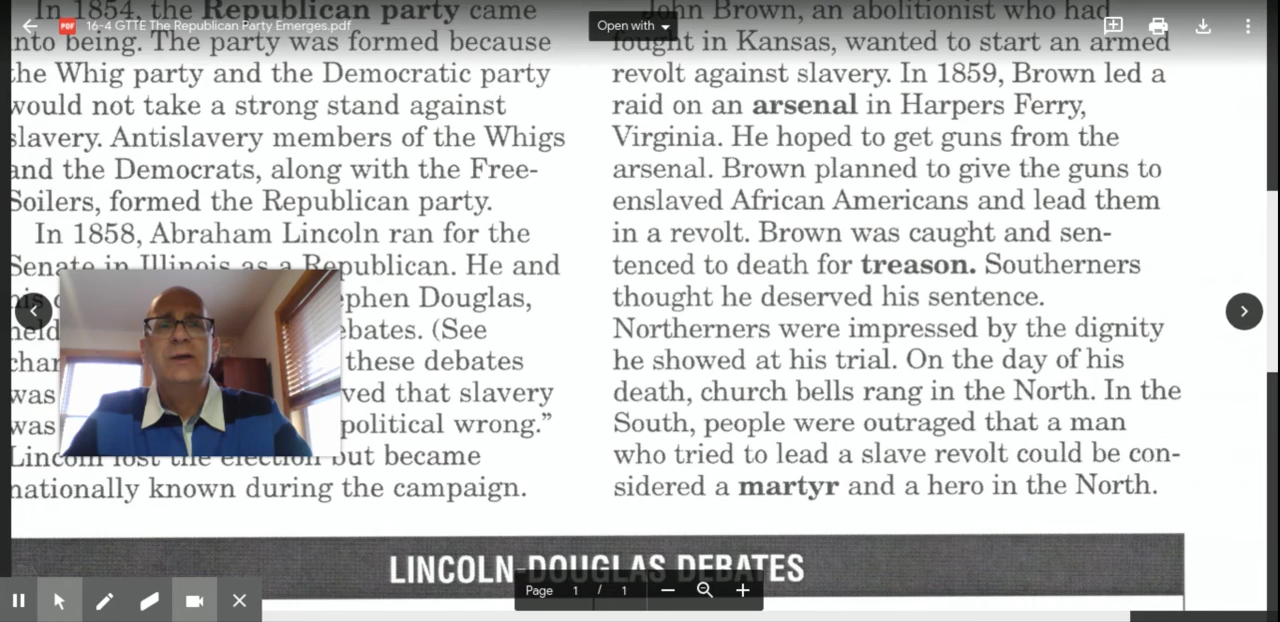 16-4 GTTE The Republican Party Emerges.pdf
Open with
In 1854, the Republican party came
into being. The party was formed because
the Whig party and the Democratic party
would not take a strong stand against
slavery. Antislavery members of the Whigs
and the Democrats, along with the Free-
Soilers, formed the Republican party.
In 1858, Abraham Lincoln ran for the
Senate in Illinois as a Republican. He and
Douglas,
held
(See
these debates
was that slavery
was political wrong.”
Lincoln lost the election but became
nationally known during the campaign.
John Brown, an abolitionist who had
fought in Kansas, wanted to start an armed
revolt against slavery. In 1859, Brown led a
raid on an arsenal in Harpers Ferry,
Virginia. He hoped to get guns from the
arsenal. Brown planned to give the guns to
enslaved African Americans and lead them
in a revolt. Brown was caught and sen-
tenced to death for treason. Southerners
thought he deserved his sentence.
Northerners were impressed by the dignity
he showed at his trial. On the day of his
death, church bells rang in the North. In the
South, people were outraged that a man
who tried to lead a slave revolt could be con-
sidered a martyr and a hero in the North.
LINCOLN-DOUGLAS DEBATES
Page 1 / 1